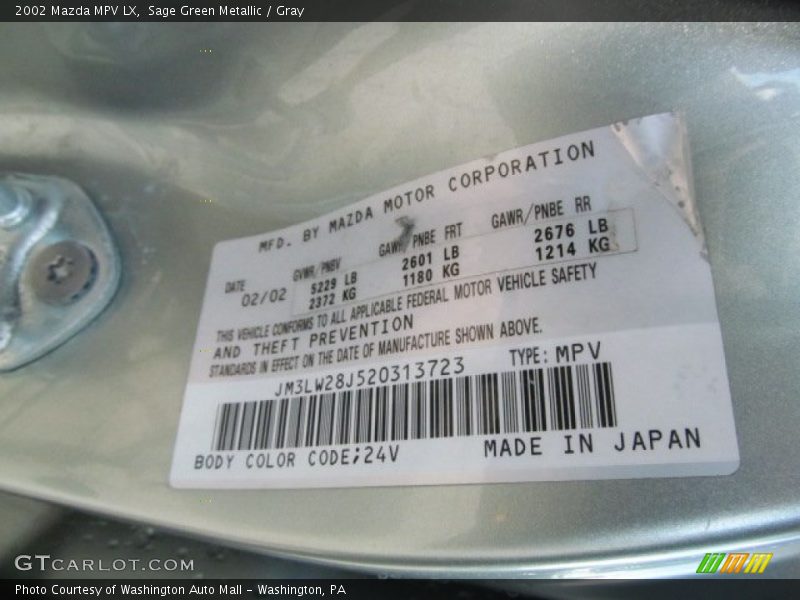 2002 Mazda MPV LX, Sage Green Metallic / Gray
MFD. BY MAZDA MOTOR CORPORATION
DATE GVWR/PNBV GAWR/PNBE FRT GAWR/PNBE RR
02/02 5229 LB 2601 LB 2676 LB
2372 KG 1180 KG 1214 KG
THIS VEHICLE CONFORMS TO ALL APPLICABLE FEDERAL MOTOR VEHICLE SAFETY
AND THEFT PREVENTION
STANDARDS IN EFFECT ON THE DATE OF MANUFACTURE SHOWN ABOVE.
JM3LW28J520313723 TYPE: MPV
BODY COLOR CODE;24V MADE IN JAPAN
GTCARLOT.COM
Photo Courtesy of Washington Auto Mall - Washington, PA